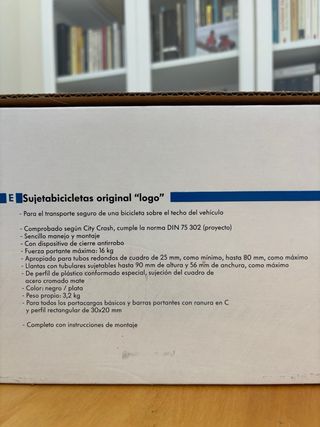 E Sujetabicicletas original "logo"
- Para el transporte seguro de una bicicleta sobre el techo del vehículo
- Comprobado según City Crash, cumple la norma DIN 75 302 (proyecto)
- Sencillo manejo y montaje
- Con dispositivo de cierre antirrobo
- Fuerza portante máxima: 16 kg
- Apropiado para tubos redondos de cuadro de 25 mm, como mínimo, hasta 80 mm, como máximo
- Llantas con tubulares sujetables hasta 90 mm de altura y 56 mm de anchura, como máximo
- De perfil de plástico conformado especial, sujeción del cuadro de
acero cromado mate
- Color: negro / plata
- Peso propio: 3,2 kg
- Para todos los portacargas básicos y barras portantes con ranura en C
y perfil rectangular de 30x20 mm
- Completo con instrucciones de montaje